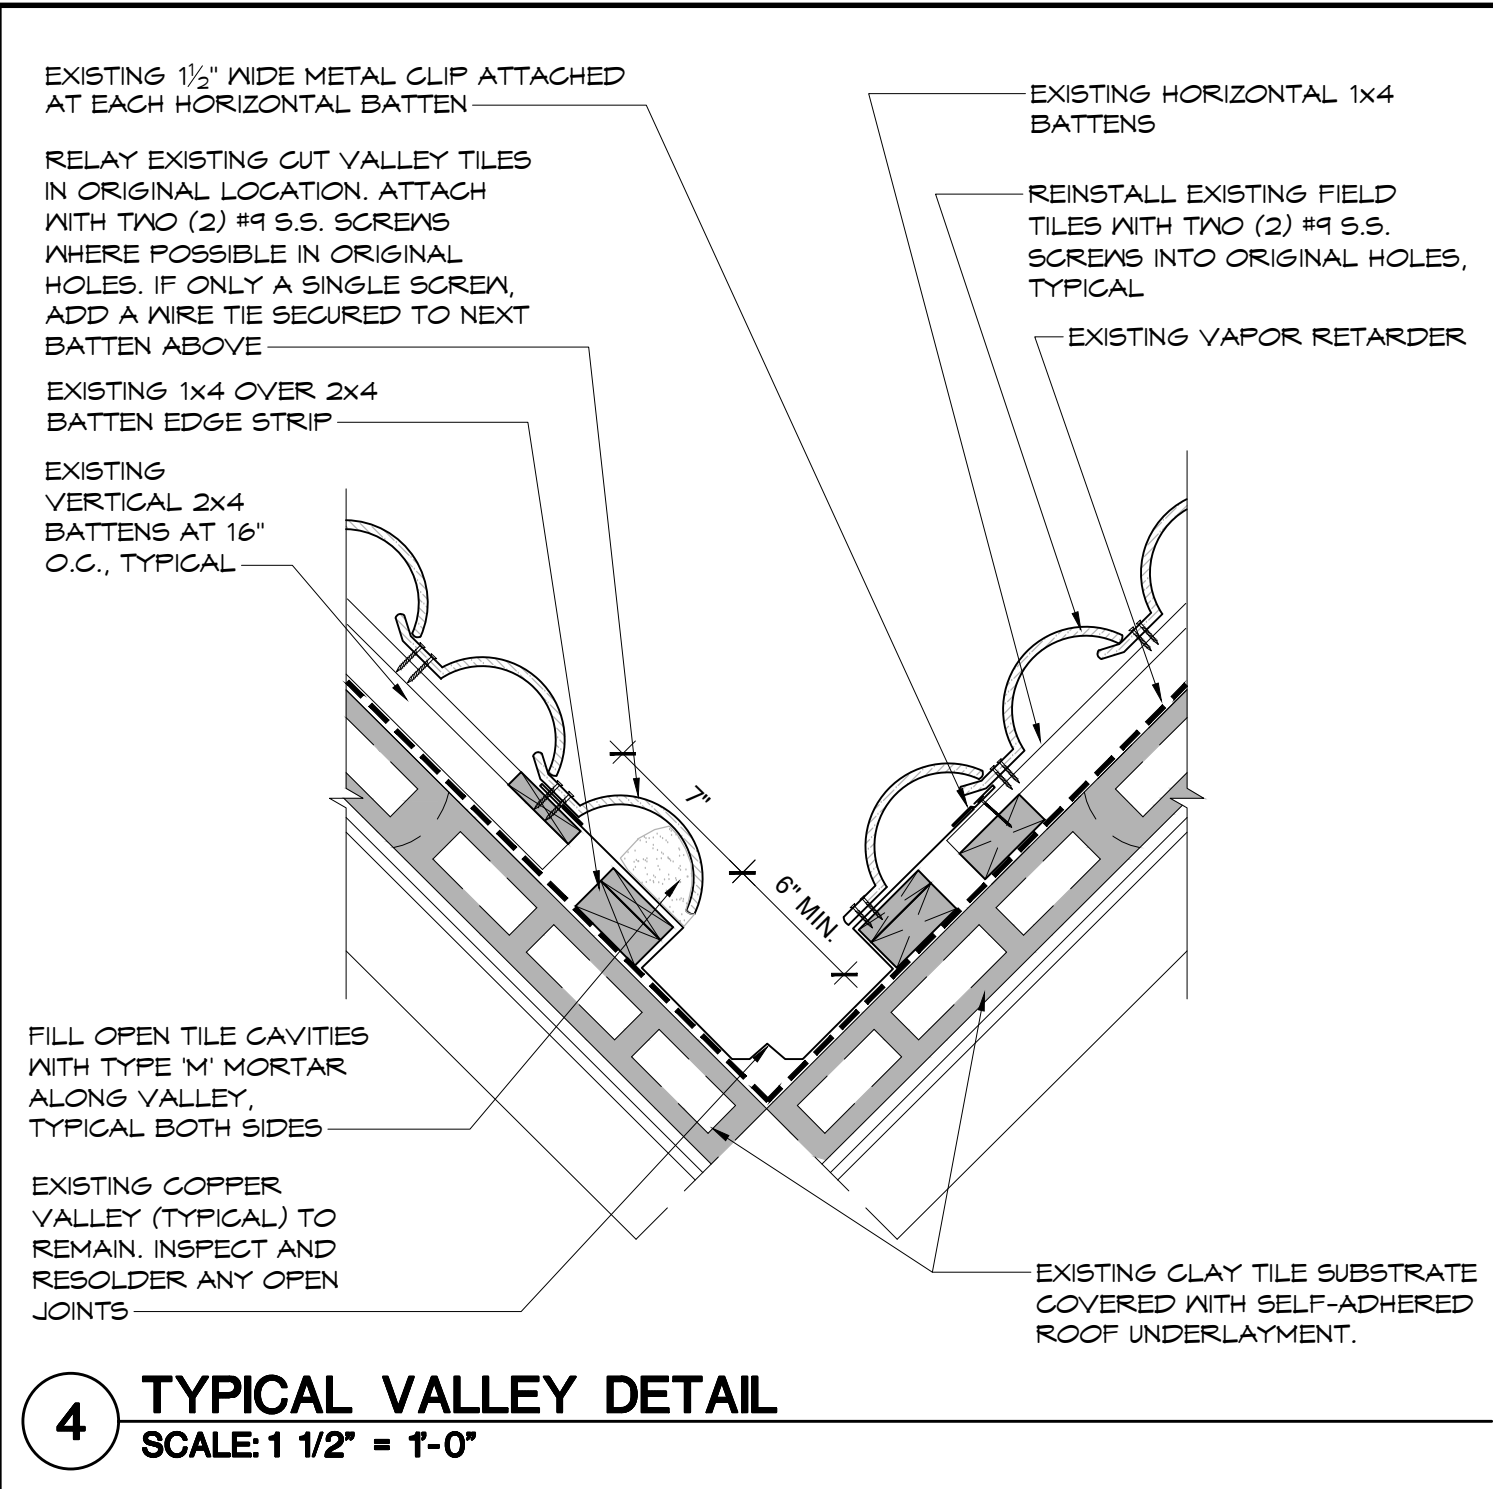 EXISTING 1½" WIDE METAL CLIP ATTACHED
AT EACH HORIZONTAL BATTEN
RELAY EXISTING CUT VALLEY TILES
IN ORIGINAL LOCATION. ATTACH
WITH TWO (2) #9 S.S. SCREWS
WHERE POSSIBLE IN ORIGINAL
HOLES. IF ONLY A SINGLE SCREW,
ADD A WIRE TIE SECURED TO NEXT
BATTEN ABOVE
EXISTING 1x4 OVER 2x4
BATTEN EDGE STRIP
EXISTING
VERTICAL 2x4
BATTENS AT 16"
O.C., TYPICAL
EXISTING HORIZONTAL 1x4
BATTENS
REINSTALL EXISTING FIELD
TILES WITH TWO (2) #9 S.S.
SCREWS INTO ORIGINAL HOLES,
TYPICAL
EXISTING VAPOR RETARDER
7"
6" MIN.
FILL OPEN TILE CAVITIES
WITH TYPE 'M' MORTAR
ALONG VALLEY,
TYPICAL BOTH SIDES
EXISTING COPPER
VALLEY (TYPICAL) TO
REMAIN. INSPECT AND
RESOLDER ANY OPEN
JOINTS
EXISTING CLAY TILE SUBSTRATE
COVERED WITH SELF-ADHERED
ROOF UNDERLAYMENT.
4
TYPICAL VALLEY DETAIL
SCALE: 1 1/2" = 1'-0"